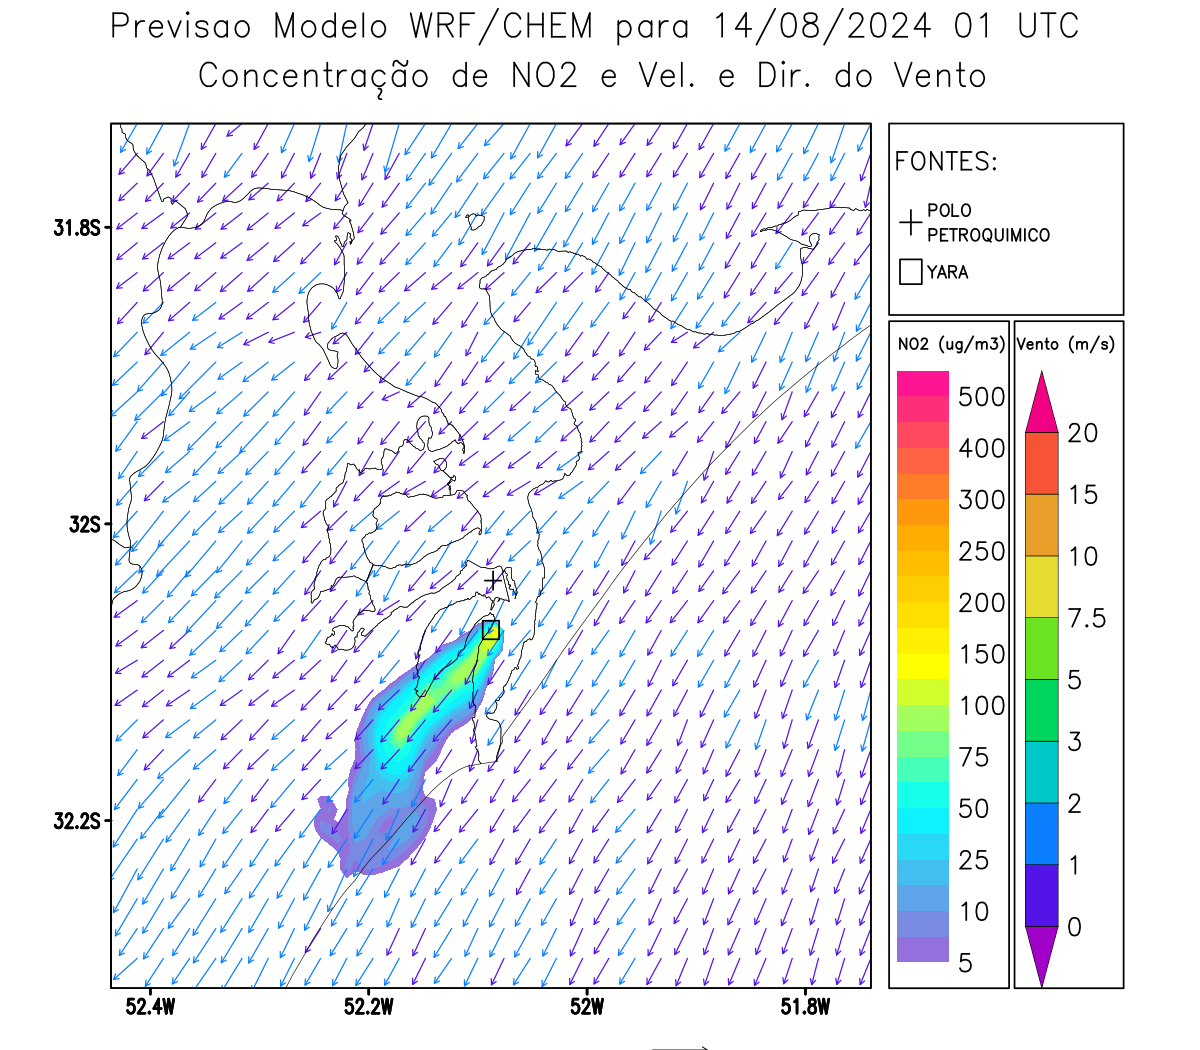 Previsao Modelo WRF/CHEM para 14/08/2024 01 UTC
Concentração de NO2 e Vel. e Dir. do Vento
FONTES:
POLO
PETROQUIMICO
YARA
31.8S
32S
32.2S
52.4W
52.2W
52W
51.8W
NO2 (ug/m3)
500
400
300
250
200
150
100
75
50
25
10
5
Vento (m/s)
20
15
10
7.5
5
3
2
1
0